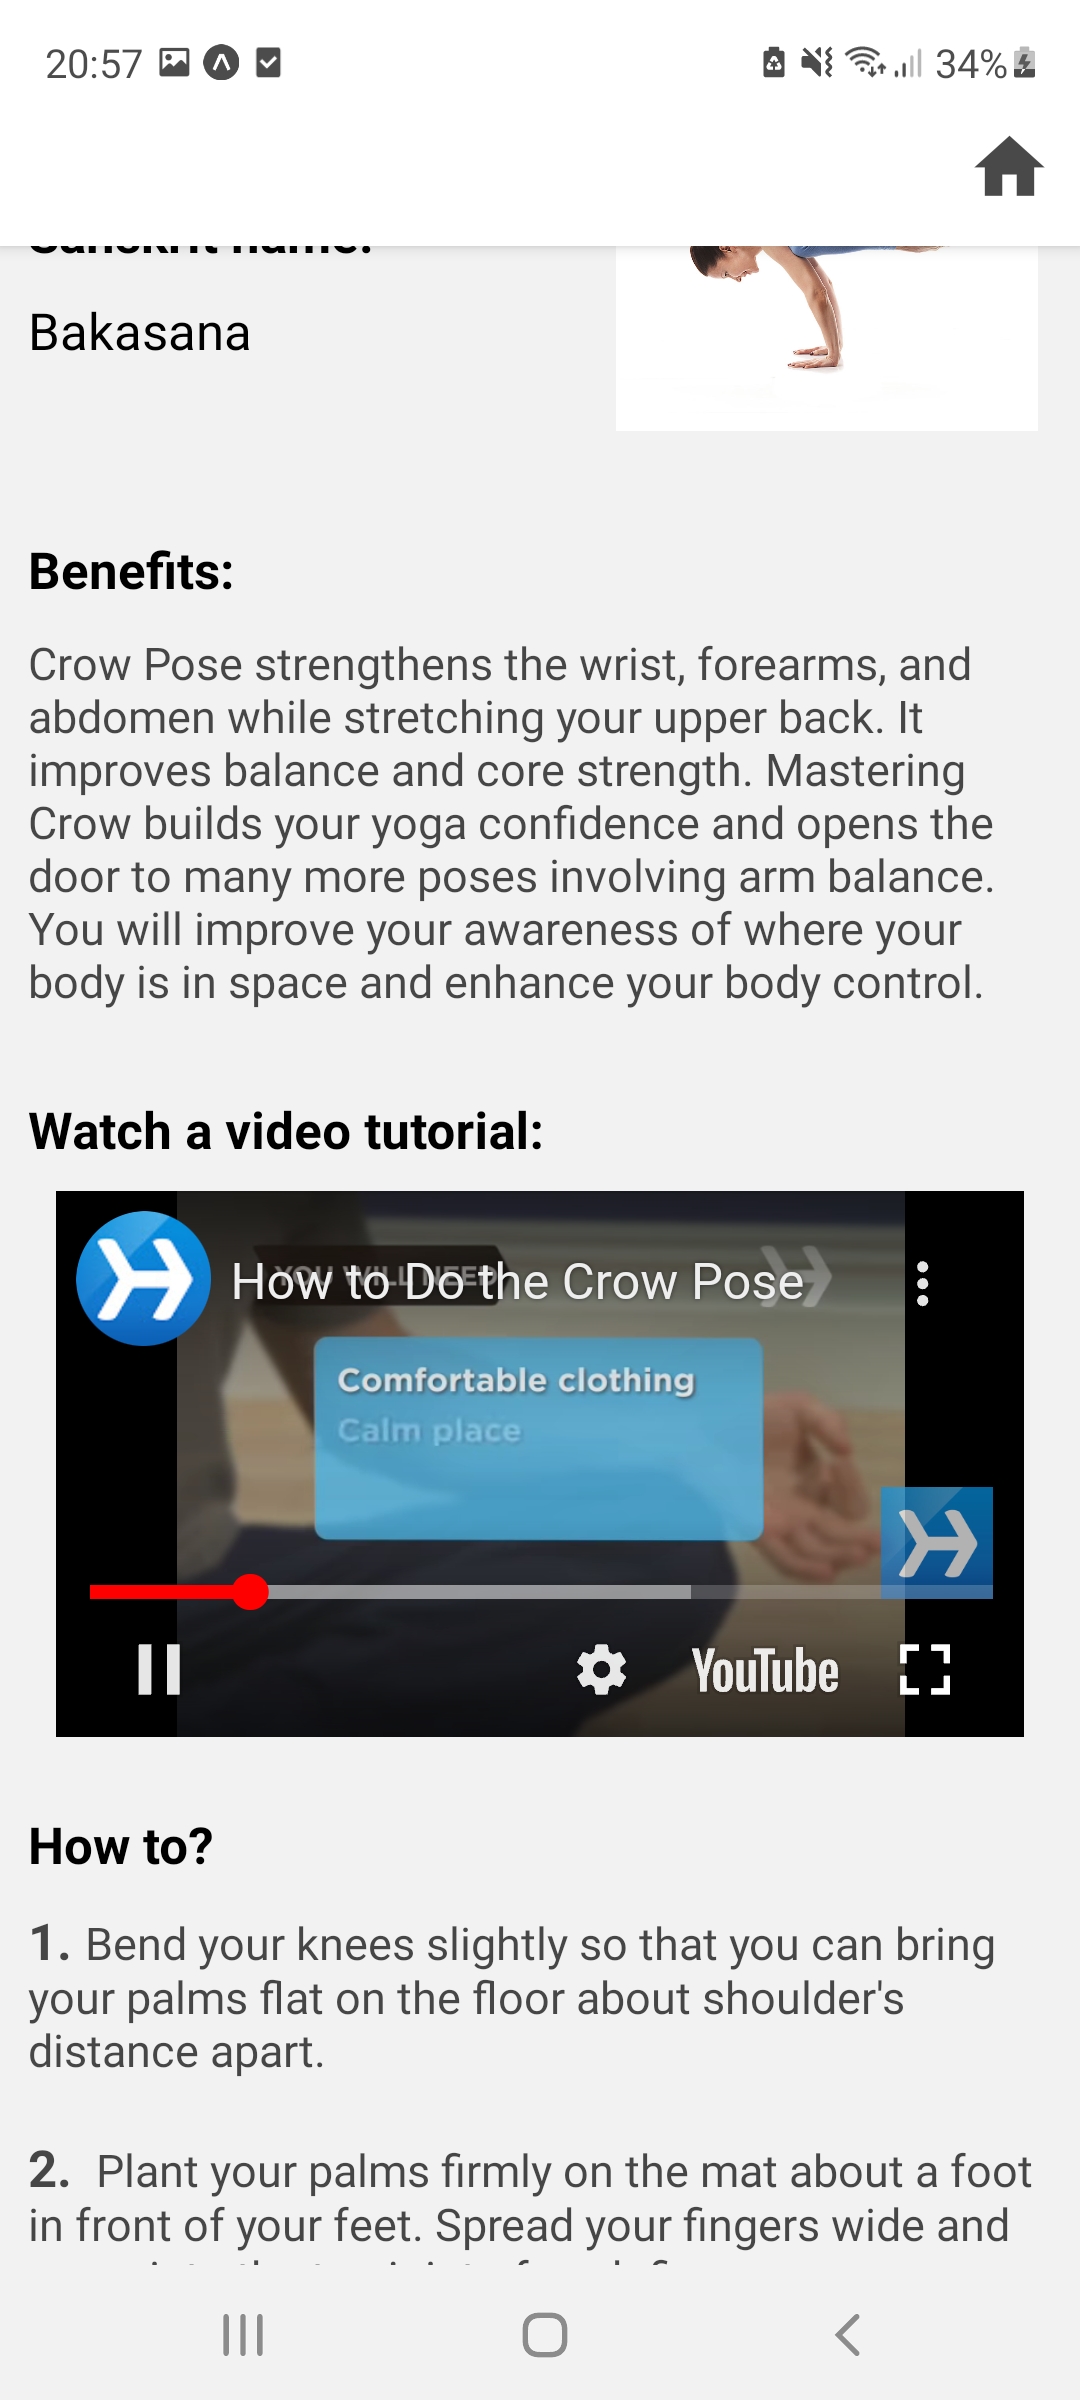 20:57
34%
Sanskrit name:
Bakasana
Benefits:
Crow Pose strengthens the wrist, forearms, and
abdomen while stretching your upper back. It
improves balance and core strength. Mastering
Crow builds your yoga confidence and opens the
door to many more poses involving arm balance.
You will improve your awareness of where your
body is in space and enhance your body control.
Watch a video tutorial:
How to Do the Crow Pose
YOU WILL NEED
Comfortable clothing
Calm place
YouTube
How to?
1. Bend your knees slightly so that you can bring
your palms flat on the floor about shoulder's
distance apart.
2. Plant your palms firmly on the mat about a foot
in front of your feet. Spread your fingers wide and